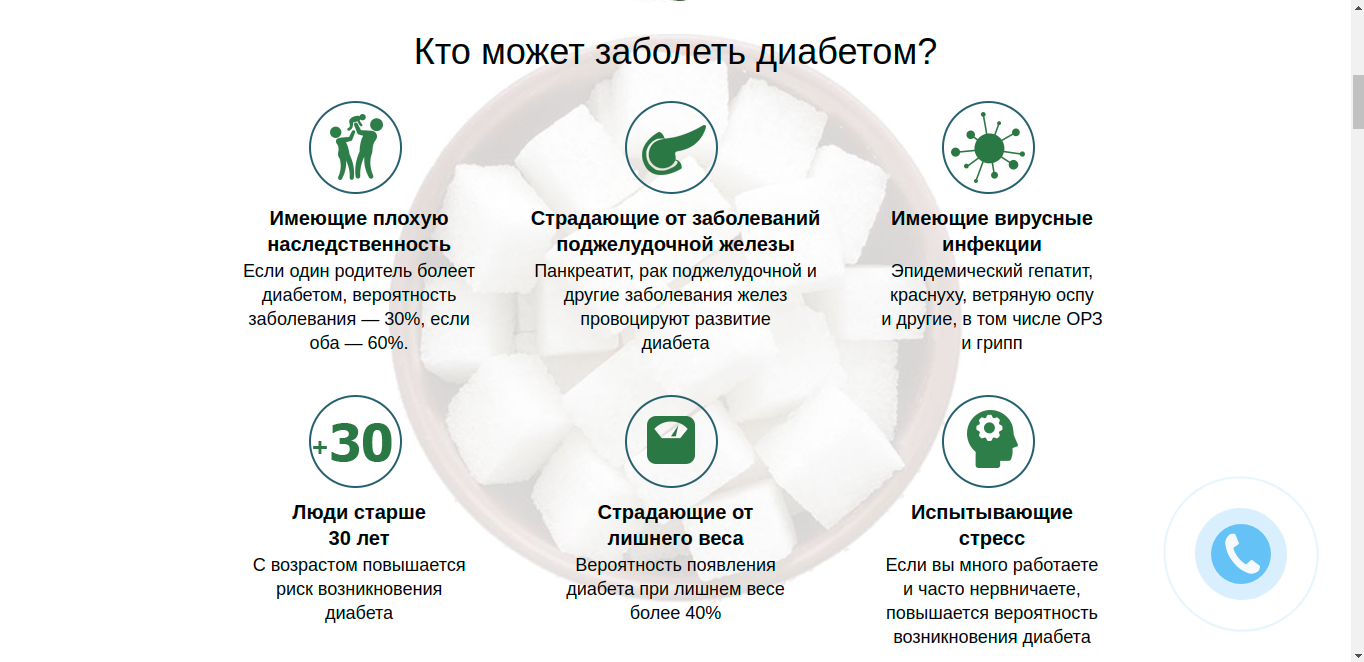 Кто может заболеть диабетом?
Имеющие плохую
наследственность
Если один родитель болеет
диабетом, вероятность
заболевания — 30%, если
оба — 60%.
Страдающие от заболеваний
поджелудочной железы
Панкреатит, рак поджелудочной и
другие заболевания желез
провоцируют развитие
диабета
Имеющие вирусные
инфекции
Эпидемический гепатит,
краснуху, ветряную оспу
и другие, в том числе ОРЗ
и грипп
+30
Люди старше
30 лет
С возрастом повышается
риск возникновения
диабета
Страдающие от
лишнего веса
Вероятность появления
диабета при лишнем весе
более 40%
Испытывающие
стресс
Если вы много работаете
и часто нервничаете,
повышается вероятность
возникновения диабета